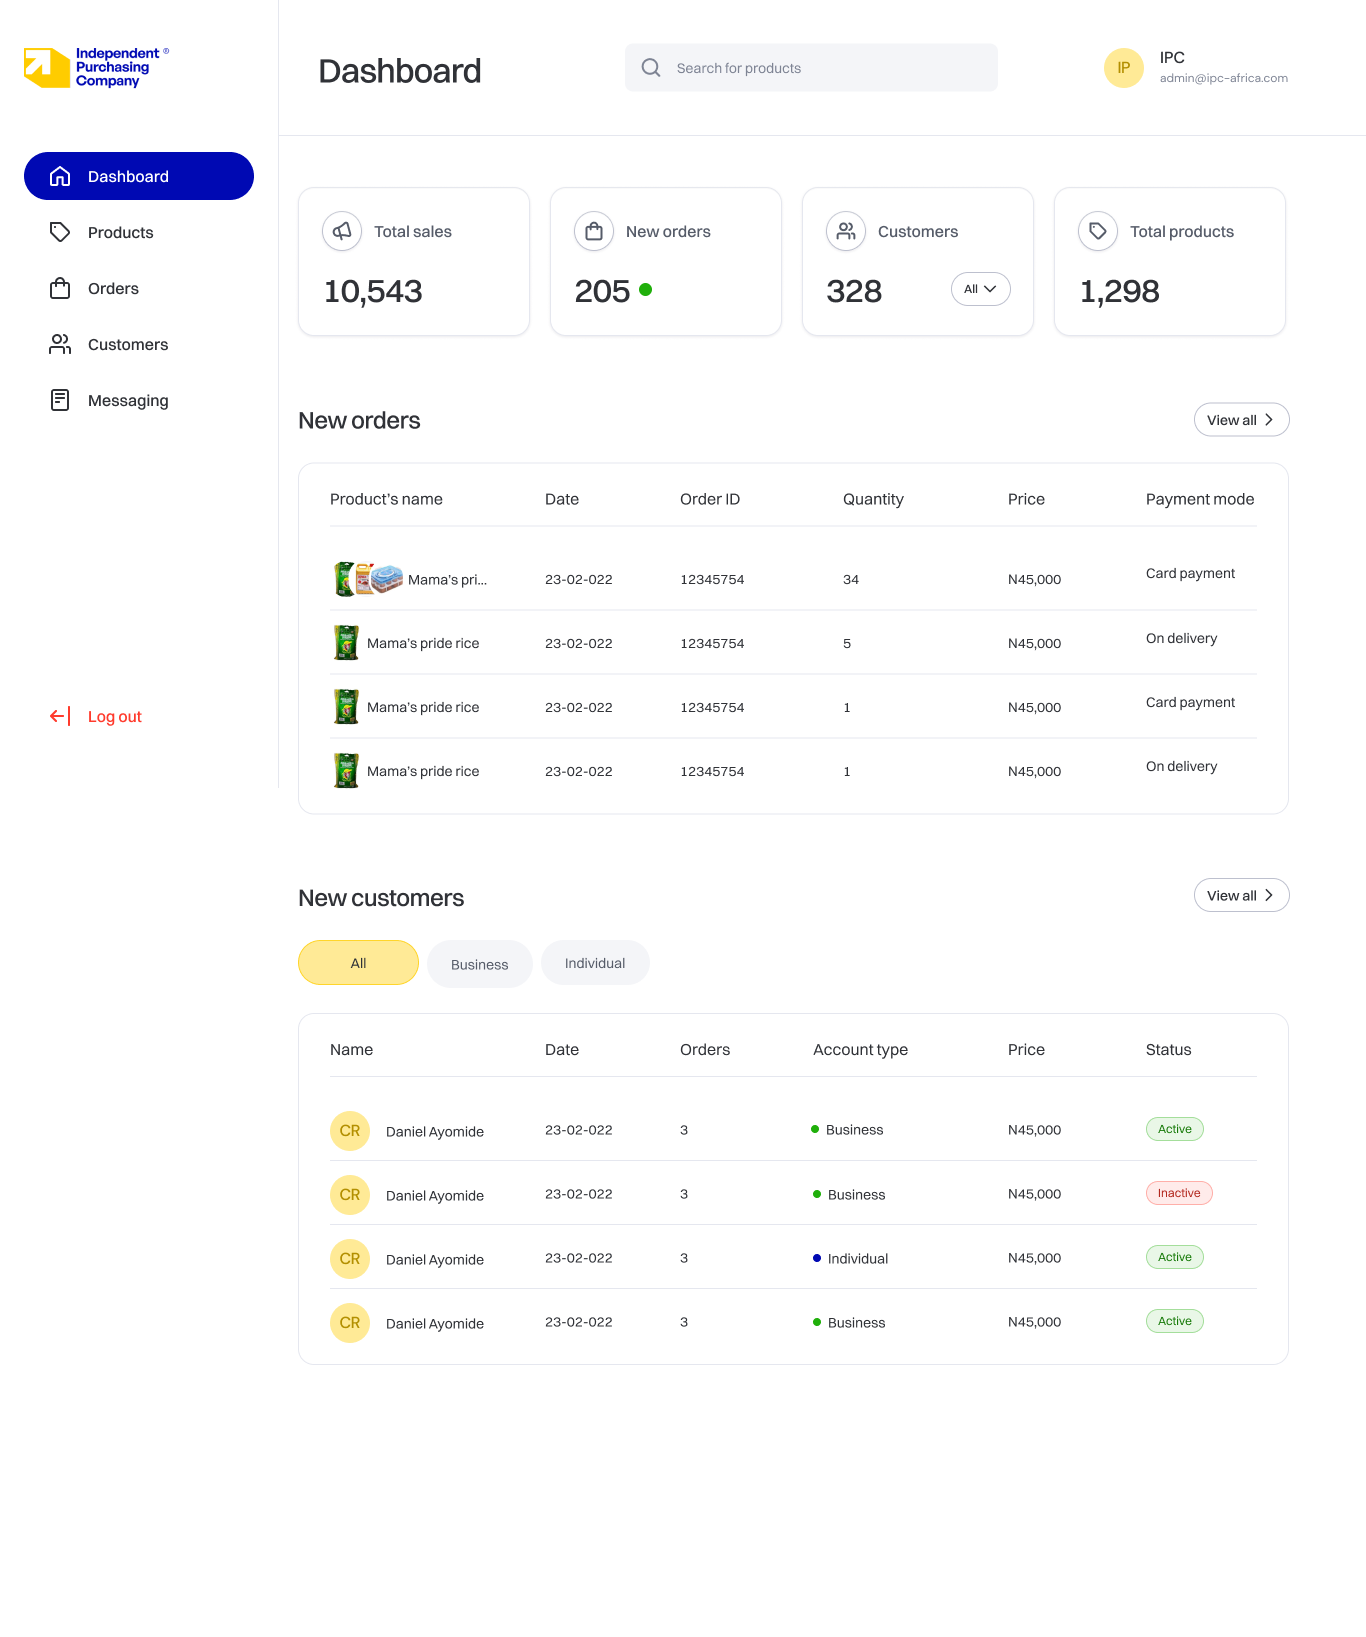 Independent ®
Purchasing
Company
Dashboard
Search for products
IP
IPC
admin@ipc-africa.com
Dashboard
Products
Orders
Customers
Messaging
Log out
Total sales
10,543
New orders
205
Customers
328
All
Total products
1,298
New orders
View all
Product's name Date Order ID Quantity Price Payment mode
Mama's pri... 23-02-022 12345754 34 N45,000 Card payment
Mama's pride rice 23-02-022 12345754 5 N45,000 On delivery
Mama's pride rice 23-02-022 12345754 1 N45,000 Card payment
Mama's pride rice 23-02-022 12345754 1 N45,000 On delivery
New customers
View all
All Business Individual
Name Date Orders Account type Price Status
CR Daniel Ayomide 23-02-022 3 Business N45,000 Active
CR Daniel Ayomide 23-02-022 3 Business N45,000 Inactive
CR Daniel Ayomide 23-02-022 3 Individual N45,000 Active
CR Daniel Ayomide 23-02-022 3 Business N45,000 Active